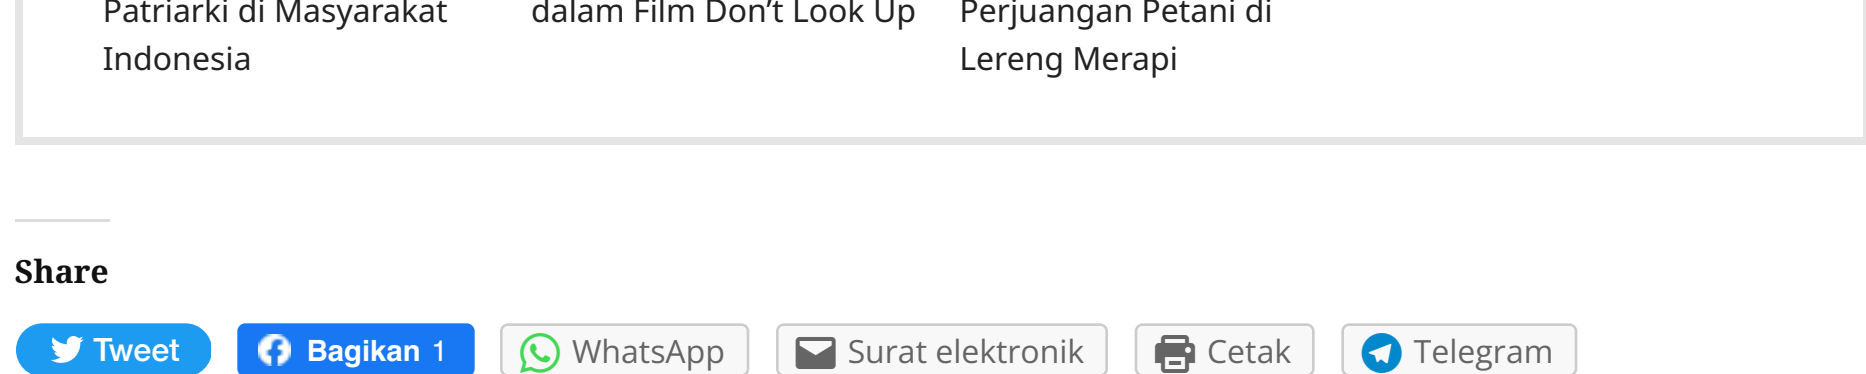 Patriarki di Masyarakat
Indonesia
dalam Film Don't Look Up
Perjuangan Petani di
Lereng Merapi
Share
Tweet
Bagikan 1
WhatsApp
Surat elektronik
Cetak
Telegram